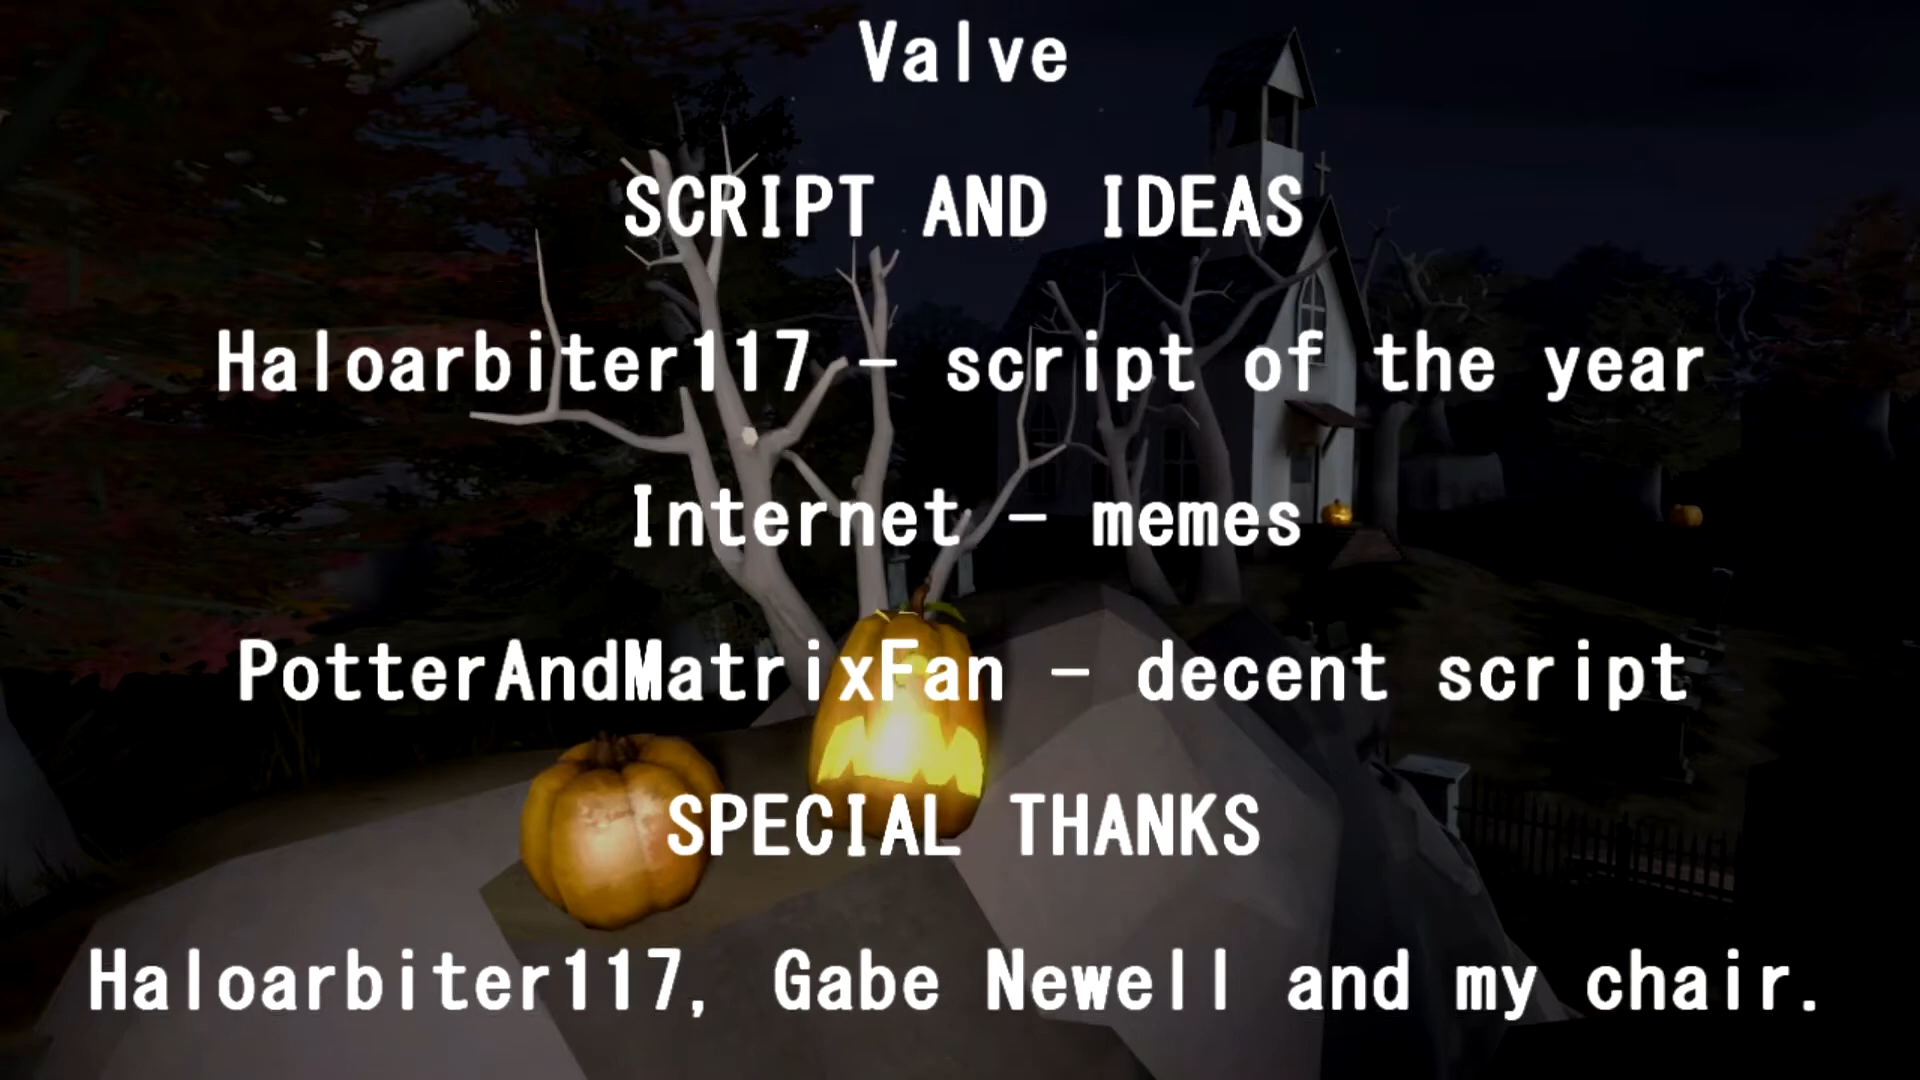 Valve
SCRIPT AND IDEAS
Haloarbiter117 - script of the year
Internet - memes
PotterAndMatrixFan - decent script
SPECIAL THANKS
Haloarbiter117, Gabe Newell and my chair.